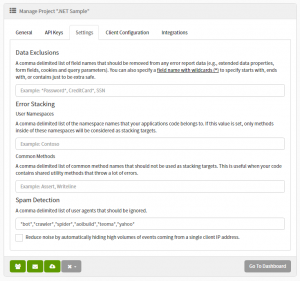 Manage Project "NET Sample"
General API Keys Settings Client Configuration Integrations
Data Exclusions
A comma delimited list of field names that should be removed from any error report data (e.g., extended data properties,
form fields, cookies and query parameters). You can also specify a field name with wildcards (*) to specify starts with, ends
with, or contains just to be extra safe.
Example: *Password*, CreditCard*, SSN
Error Stacking
User Namespaces
A comma delimited list of the namespace names that your applications code belongs to. If this value is set, only methods
inside of these namespaces will be considered as stacking targets.
Example: Contoso
Common Methods
A comma delimited list of common method names that should not be used as stacking targets. This is useful when your code
contains shared utility methods that throw a lot of errors.
Example: Assert, Writeline
Spam Detection
A comma delimited list of user agents that should be ignored.
*bot*,*crawler*,*spider*,*aolbuild*,*teoma*,*yahoo*
Reduce noise by automatically hiding high volumes of events coming from a single client IP address.
Go To Dashboard